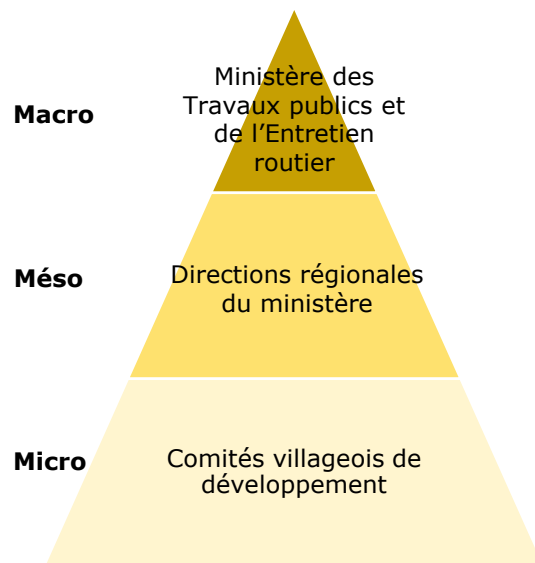 Macro
Ministère des
Travaux publics et
de l’Entretien
routier
Méso
Directions régionales
du ministère
Micro
Comités villageois de
développement